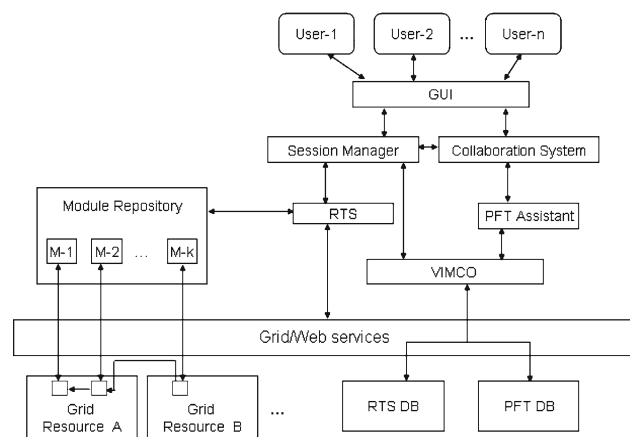 User-1 User-2 ... User-n
GUI
Session Manager Collaboration System
Module Repository
RTS
PFT Assistant
M-1 M-2 ... M-k
VIMCO
Grid/Web services
Grid
Resource A
Grid
Resource B
...
RTS DB
PFT DB